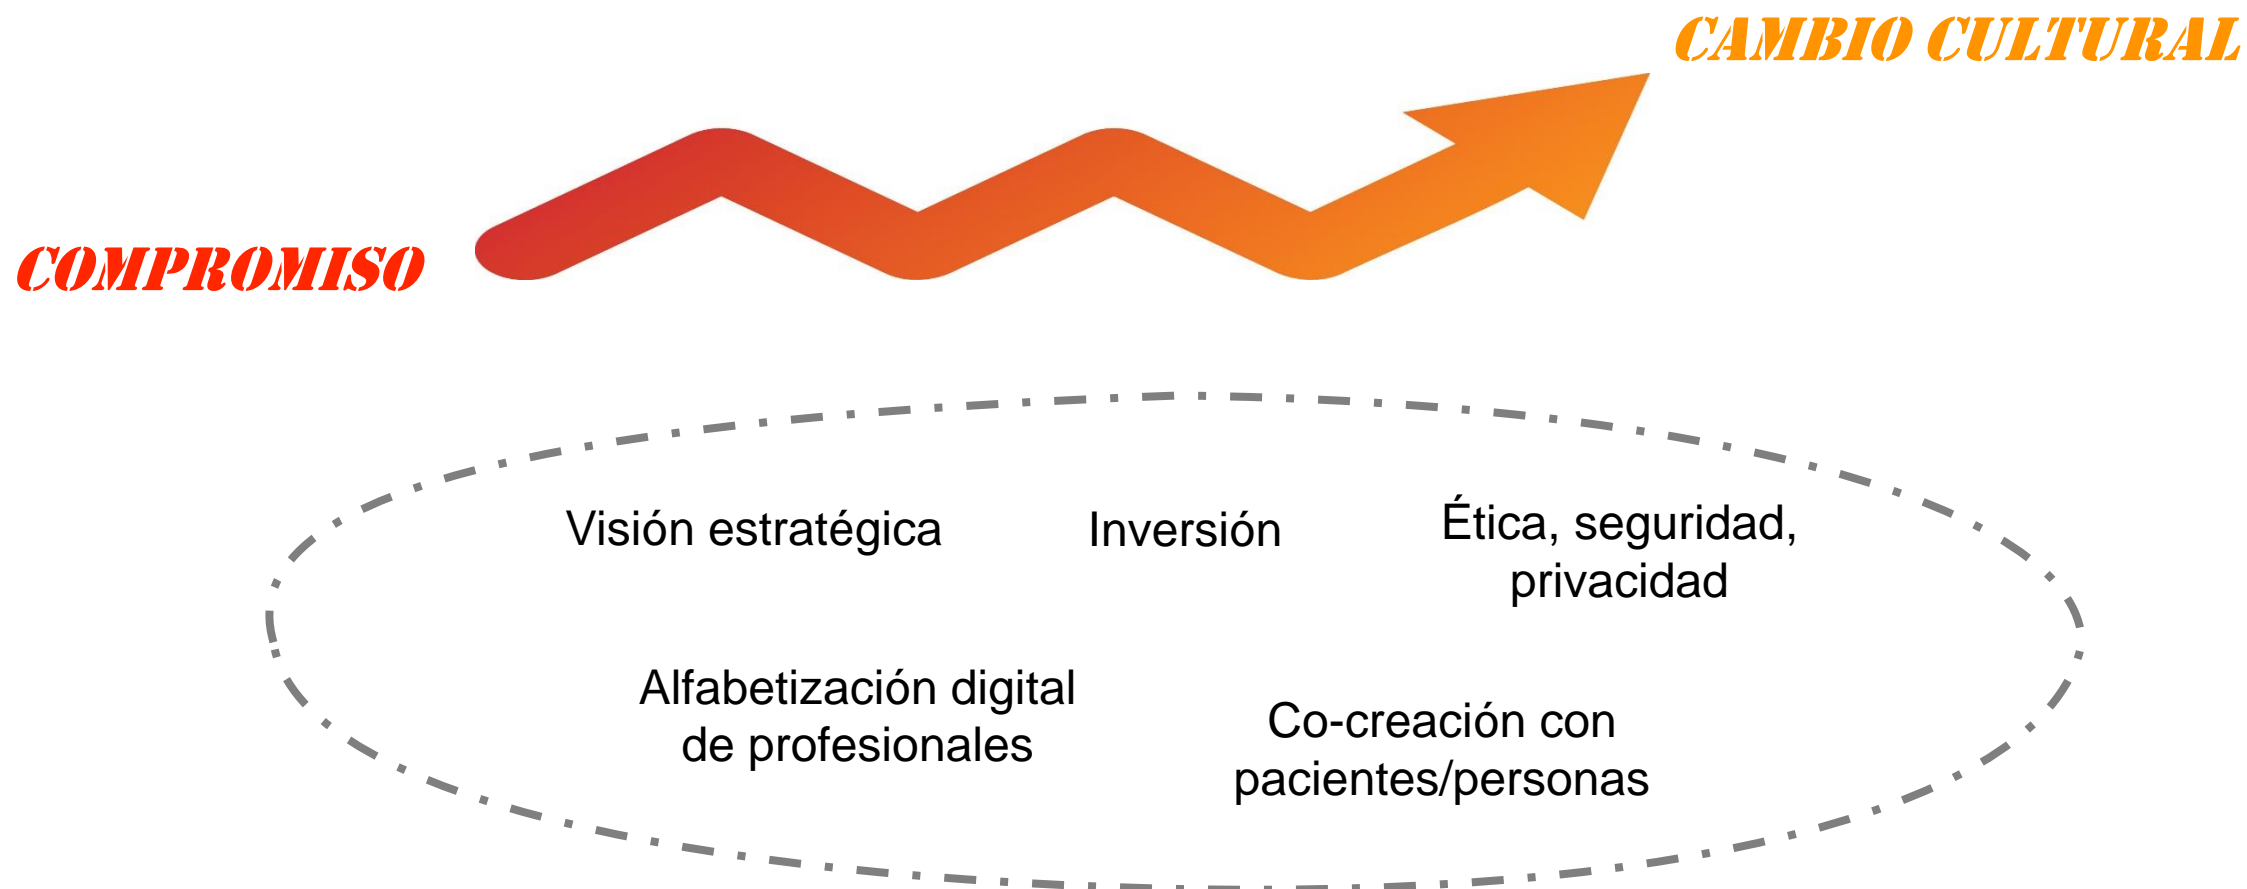 CAMBIO CULTURAL
COMPROMISO
Visión estratégica
Inversión
Ética, seguridad,
privacidad
Alfabetización digital
de profesionales
Co-creación con
pacientes/personas